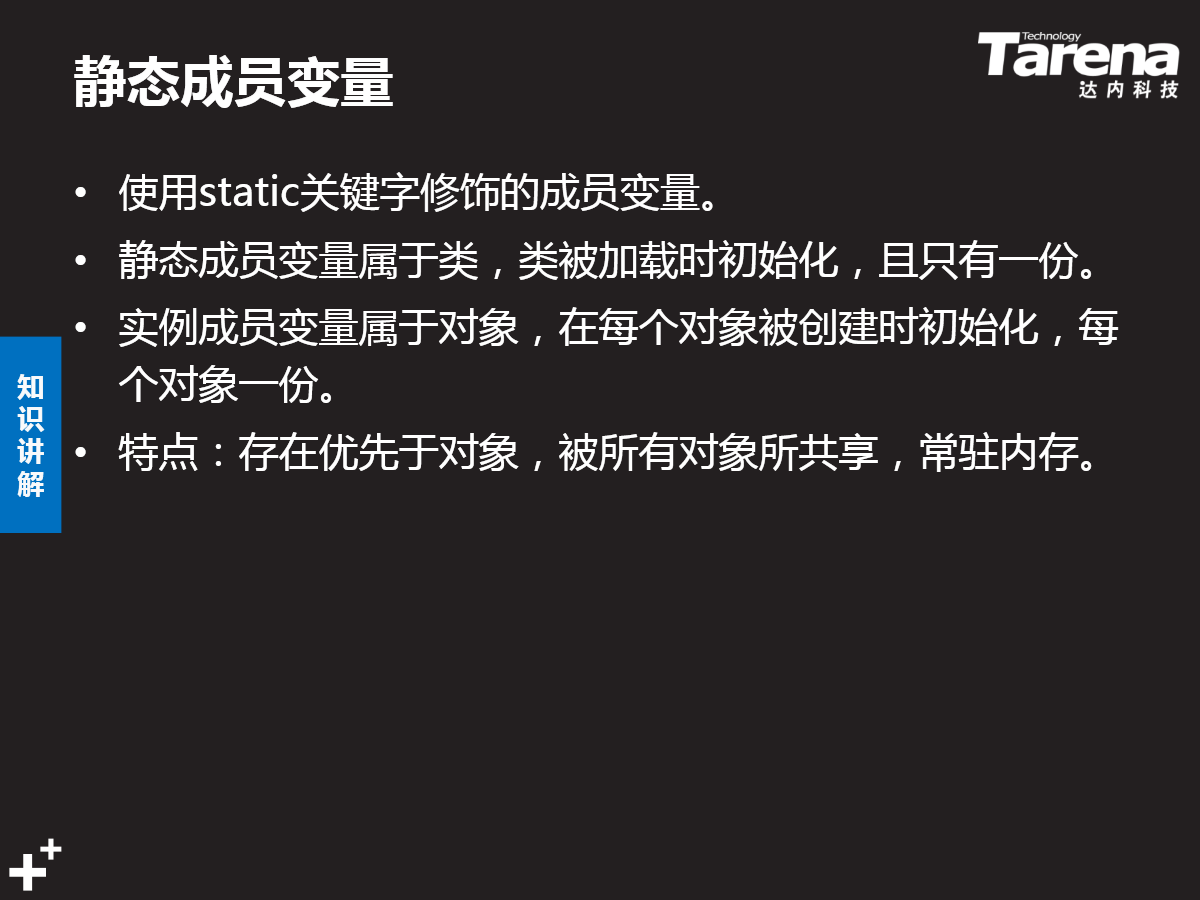 静态成员变量
Technology
Tarena
达内科技
• 使用static关键字修饰的成员变量。
• 静态成员变量属于类，类被加载时初始化，且只有一份。
• 实例成员变量属于对象，在每个对象被创建时初始化，每
个对象一份。
• 特点：存在优先于对象，被所有对象所共享，常驻内存。
知
识
讲
解